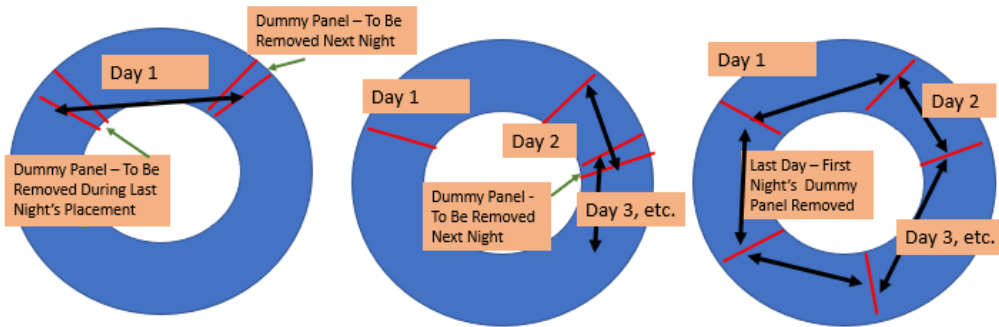 Dummy Panel – To Be
Removed Next Night
Day 1
Dummy Panel – To Be
Removed During Last
Night's Placement
Day 1
Day 2
Dummy Panel -
To Be Removed
Next Night
Day 3, etc.
Day 1
Day 2
Last Day – First
Night's Dummy
Panel Removed
Day 3, etc.